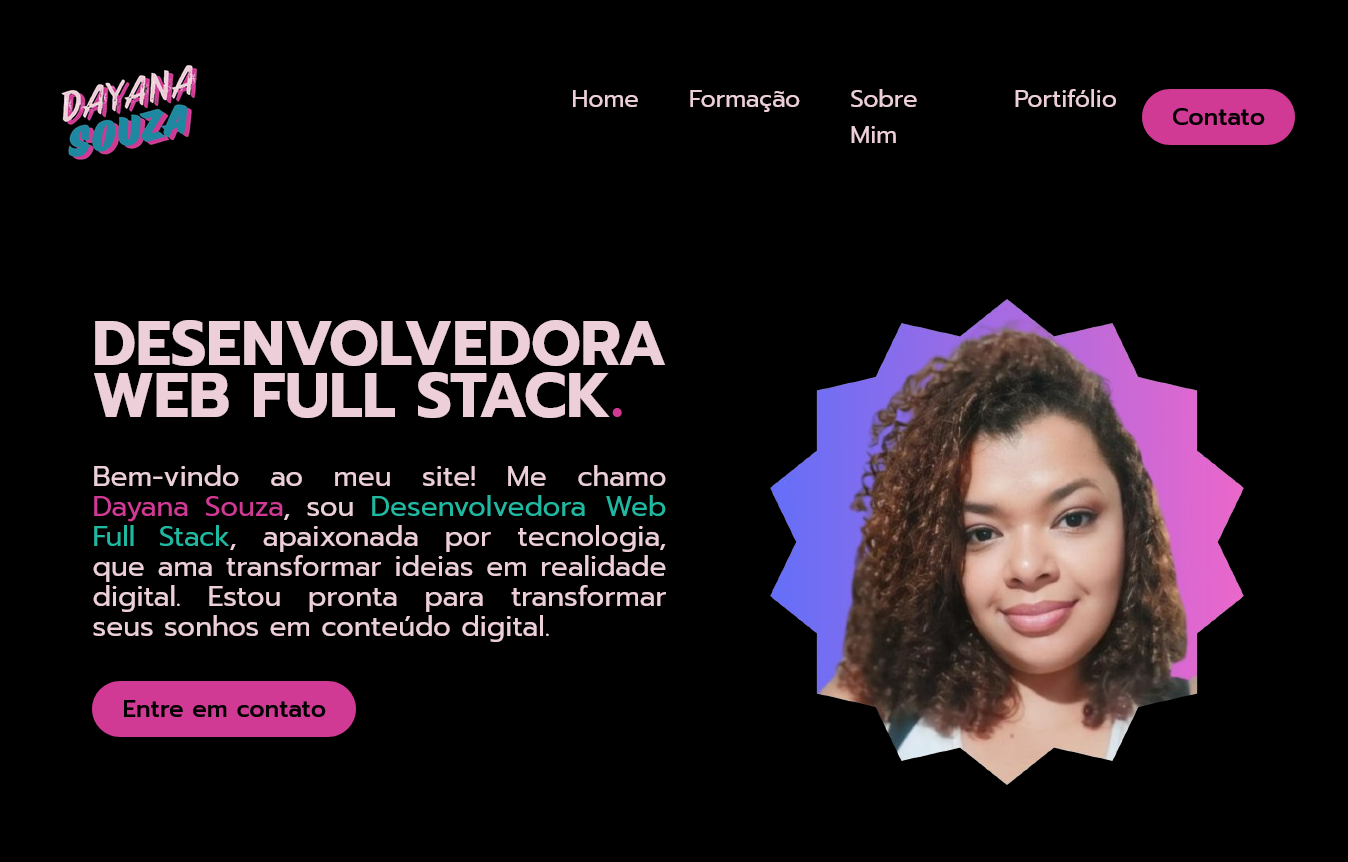 DAYANA
SOUZA
Home
Formação
Sobre
Mim
Portifólio
Contato
DESENVOLVEDORA
WEB FULL STACK.
Bem-vindo ao meu site! Me chamo
Dayana Souza, sou Desenvolvedora Web
Full Stack, apaixonada por tecnologia,
que ama transformar ideias em realidade
digital. Estou pronta para transformar
seus sonhos em conteúdo digital.
Entre em contato